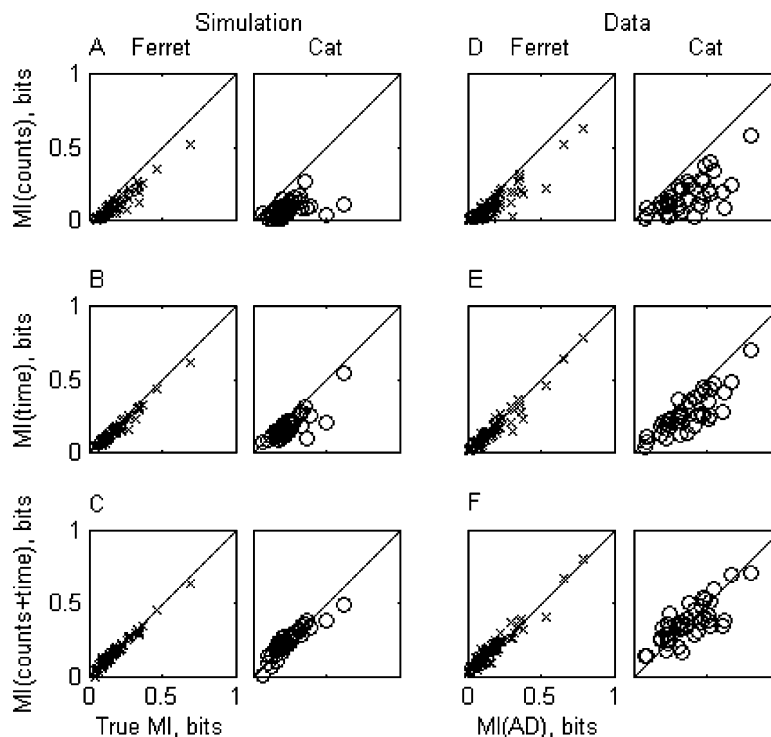 Simulation Data
A Ferret Cat D Ferret Cat
MI(counts), bits
1
0.5
0
B E
MI(time), bits
1
0.5
0
C F
MI(counts+time), bits
1
0.5
0
0 0.5 1 0 0.5 1
True MI, bits MI(AD), bits